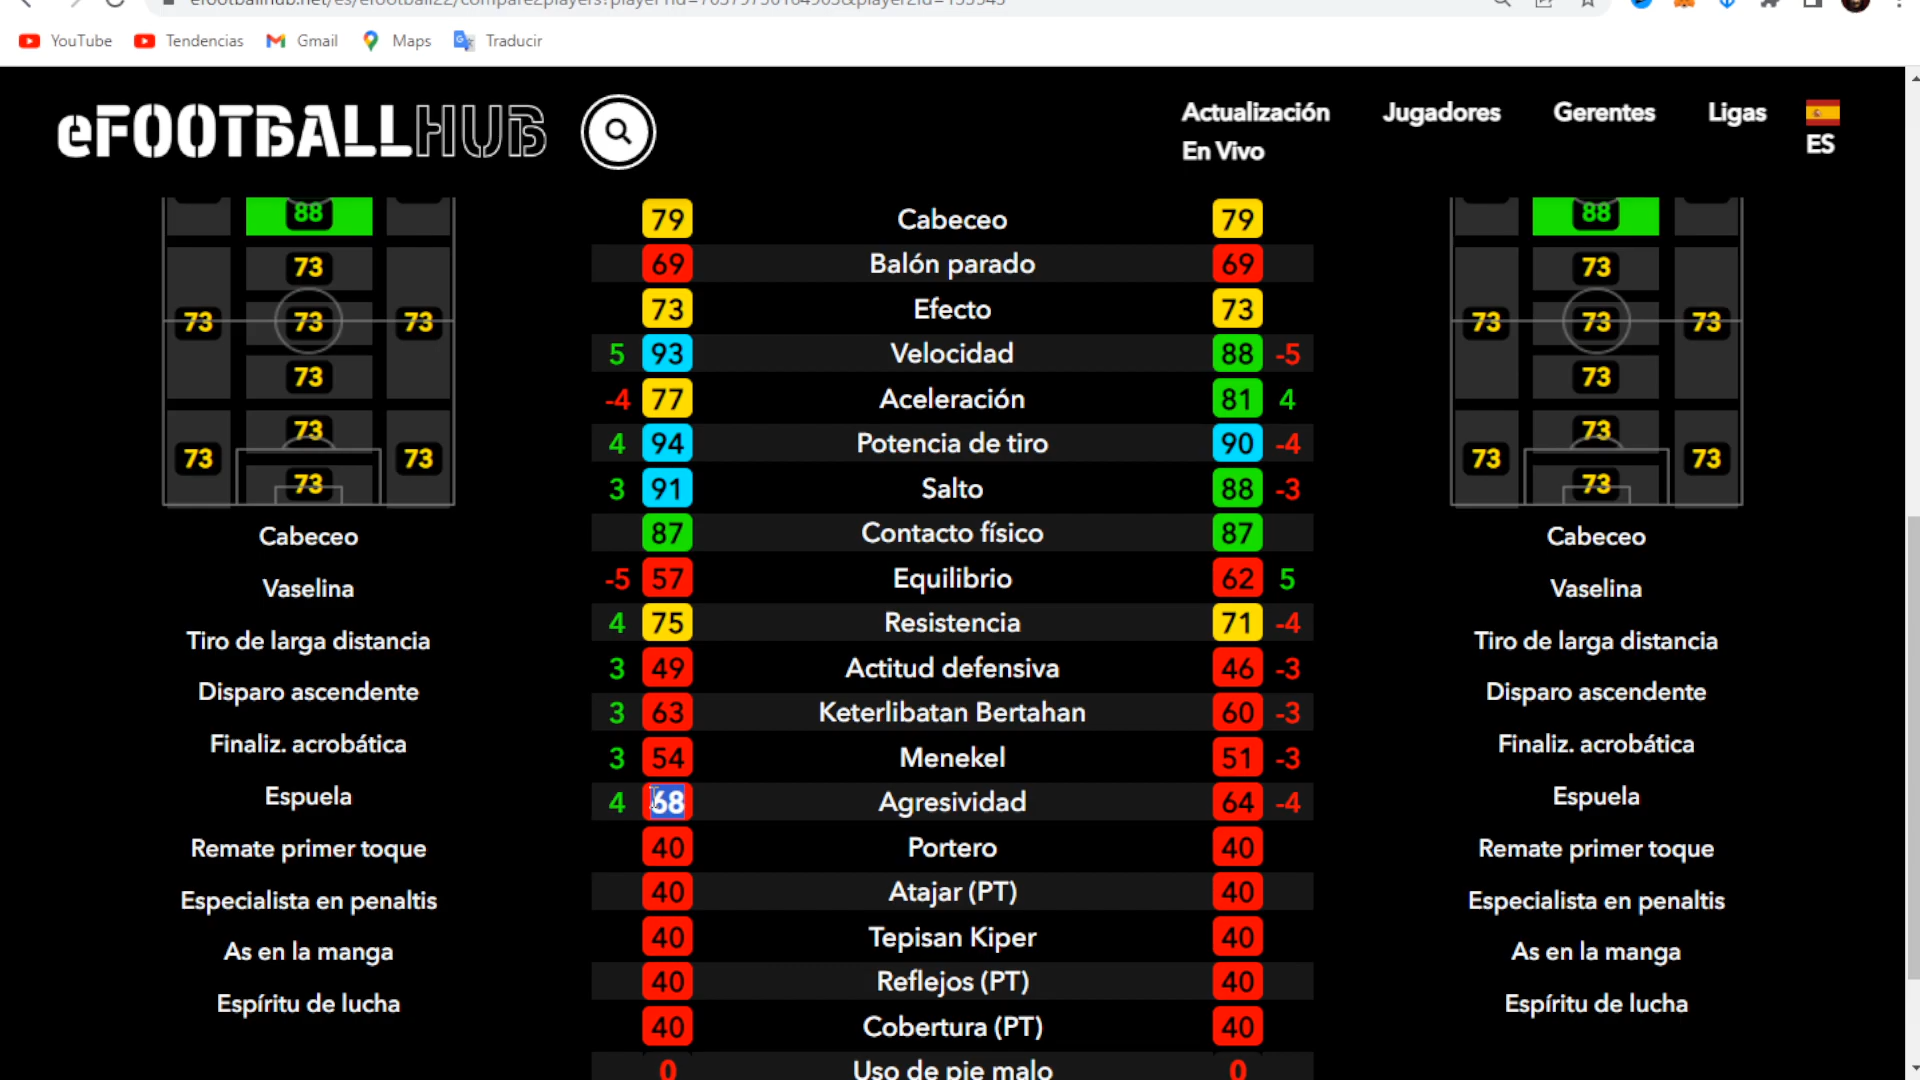 efootballhub.net/es/efootball22/compare2players?player1id=
YouTube Tendencias Gmail Maps Traducir
eFOOTBALLHUB Actualización En Vivo Jugadores Gerentes Ligas ES
88 79 Cabeceo 79 88
69 Balón parado 69
73 73 Efecto 73 73
73 73 73 5 93 Velocidad 88 -5 73 73 73
73 -4 77 Aceleración 81 4 73
73 4 94 Potencia de tiro 90 -4 73
73 73 3 91 Salto 88 -3 73 73
73 87 Contacto físico 87 73
Cabeceo -5 57 Equilibrio 62 5 Cabeceo
Vaselina 4 75 Resistencia 71 -4 Vaselina
Tiro de larga distancia 3 49 Actitud defensiva 46 -3 Tiro de larga distancia
Disparo ascendente 3 63 Keterlibatan Bertahan 60 -3 Disparo ascendente
Finaliz. acrobática 3 54 Menekel 51 -3 Finaliz. acrobática
Espuela 4 68 Agresividad 64 -4 Espuela
Remate primer toque 40 Portero 40 Remate primer toque
Especialista en penaltis 40 Atajar (PT) 40 Especialista en penaltis
As en la manga 40 Tepisan Kiper 40 As en la manga
Espíritu de lucha 40 Reflejos (PT) 40 Espíritu de lucha
40 Cobertura (PT) 40
0 Uso de pie malo 0